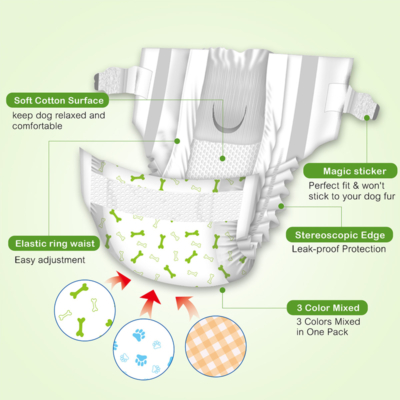 Soft Cotton Surface
keep dog relaxed and
comfortable
Magic sticker
Perfect fit & won't
stick to your dog fur
Stereoscopic Edge
Leak-proof Protection
Elastic ring waist
Easy adjustment
3 Color Mixed
3 Colors Mixed
in One Pack